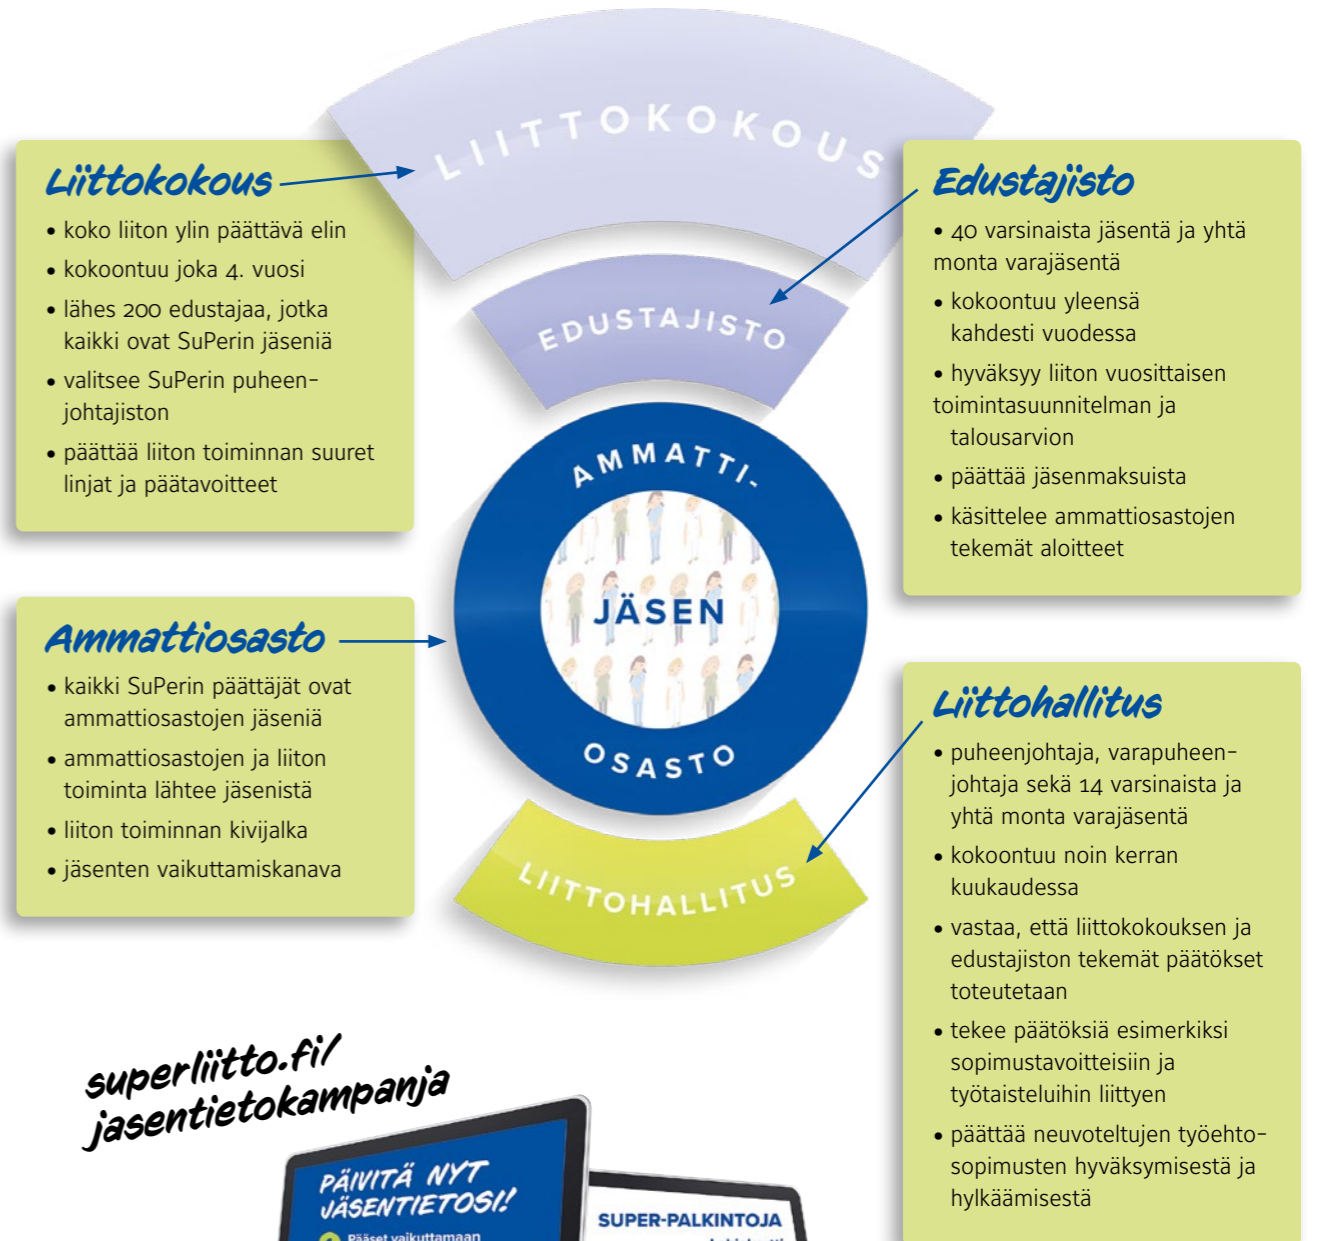 LIITTOKOKOUS
Liittokokous
• koko liiton ylin päättävä elin
• kokoontuu joka 4. vuosi
• lähes 200 edustajaa, jotka
kaikki ovat SuPerin jäseniä
• valitsee SuPerin puheen-
johtajiston
• päättää liiton toiminnan suuret
linjat ja päätavoitteet
Edustajisto
• 40 varsinaista jäsentä ja yhtä
monta varajäsentä
• kokoontuu yleensä
kahdesti vuodessa
• hyväksyy liiton vuosittaisen
toimintasuunnitelman ja
talousarvion
• päättää jäsenmaksuista
• käsittelee ammattiosastojen
tekemät aloitteet
EDUSTAJISTO
AMMATTI-
JÄSEN
OSASTO
Ammattiosasto
• kaikki SuPerin päättäjät ovat
ammattiosastojen jäseniä
• ammattiosastojen ja liiton
toiminta lähtee jäsenistä
• liiton toiminnan kivijalka
• jäsenten vaikuttamiskanava
LIITTOHALLITUS
Liittohallitus
• puheenjohtaja, varapuheen-
johtaja sekä 14 varsinaista ja
yhtä monta varajäsentä
• kokoontuu noin kerran
kuukaudessa
• vastaa, että liittokokouksen ja
edustajiston tekemät päätökset
toteutetaan
• tekee päätöksiä esimerkiksi
sopimustavoitteisiin ja
työtaisteluihin liittyen
• päättää neuvoteltujen työehto-
sopimusten hyväksymisestä ja
hylkäämisestä
superliitto.fi/
jasentietokampanja
PÄIVITÄ NYT
JÄSENTIETOSI!
Pääset vaikuttamaan
SUPER-PALKINTOJA